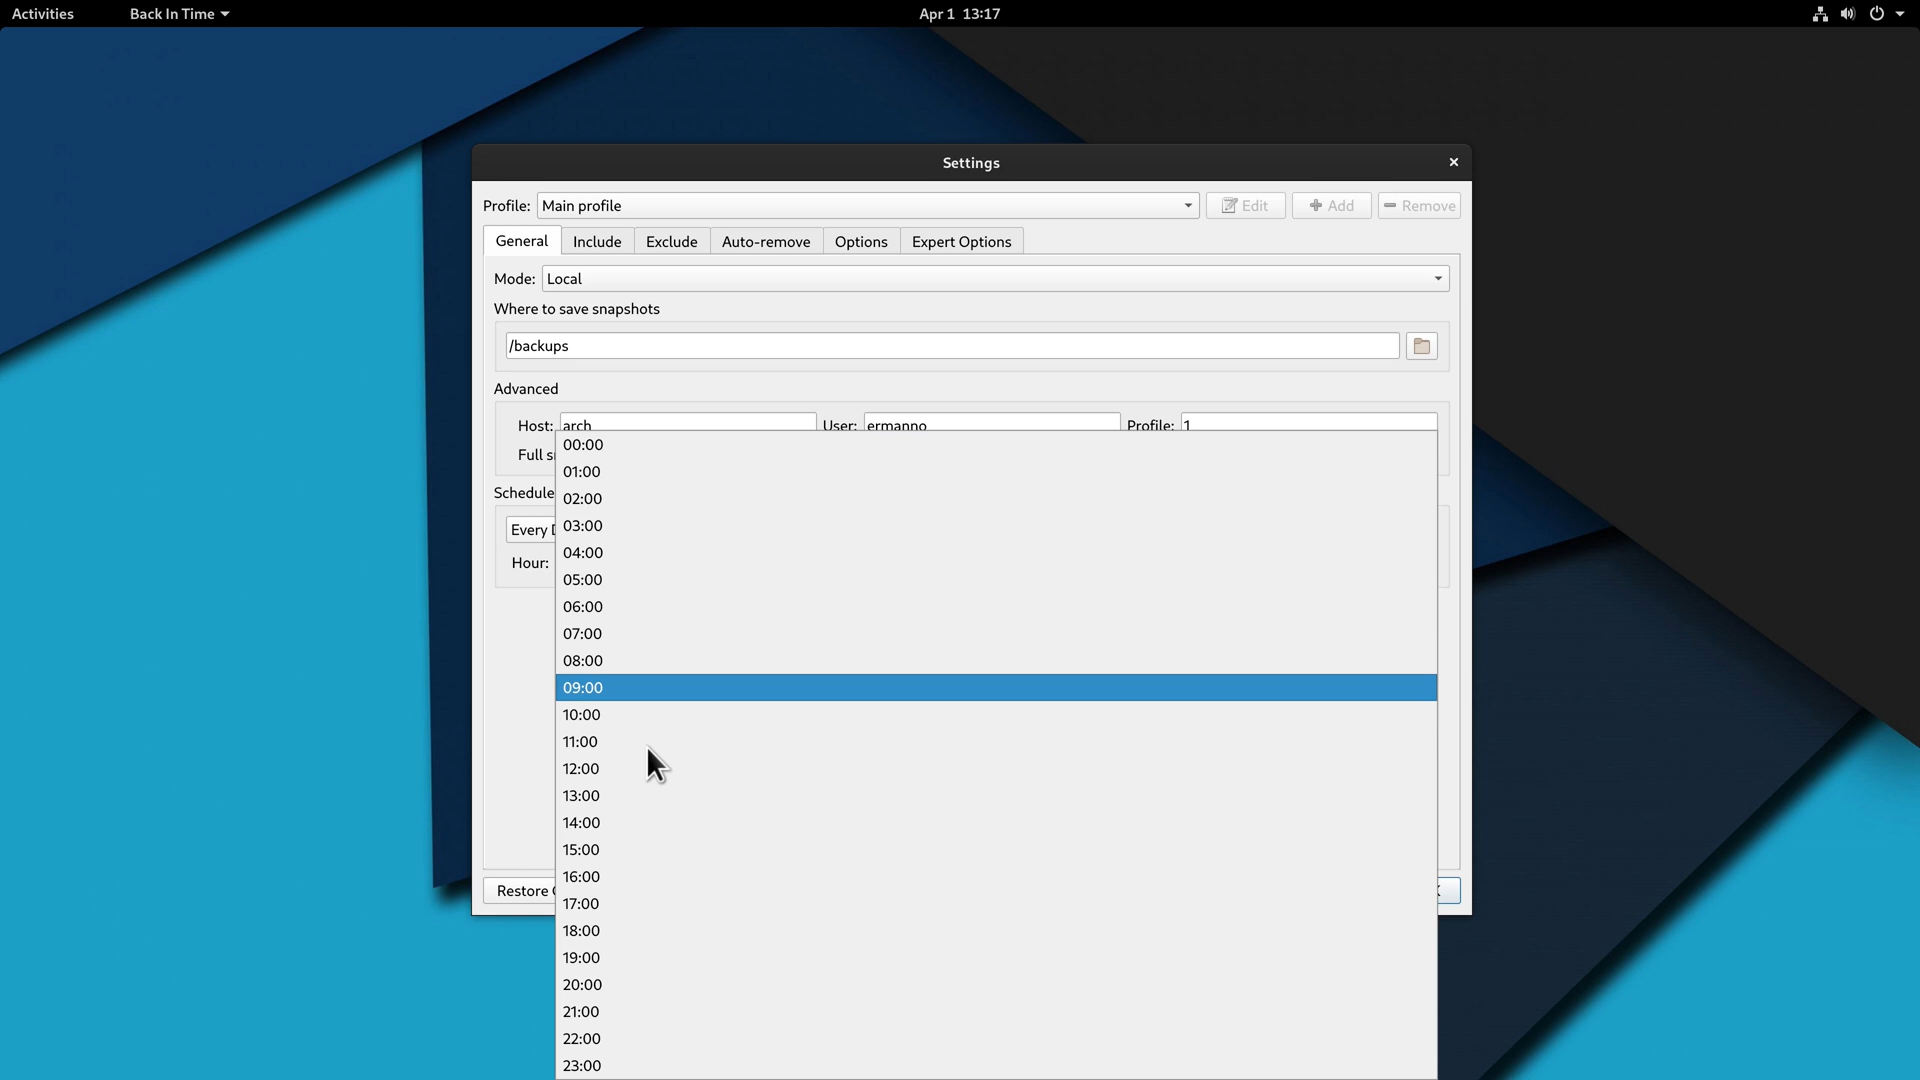 Activities Back In Time Apr 1 13:17
Settings
Profile: Main profile Edit Add Remove
General Include Exclude Auto-remove Options Expert Options
Mode: Local
Where to save snapshots
/backups
Advanced
Host: arch User: ermanno Profile: 1
Full
Schedule
Every
Hour:
00:00
01:00
02:00
03:00
04:00
05:00
06:00
07:00
08:00
09:00
10:00
11:00
12:00
13:00
14:00
15:00
16:00
17:00
18:00
19:00
20:00
21:00
22:00
23:00
Restore